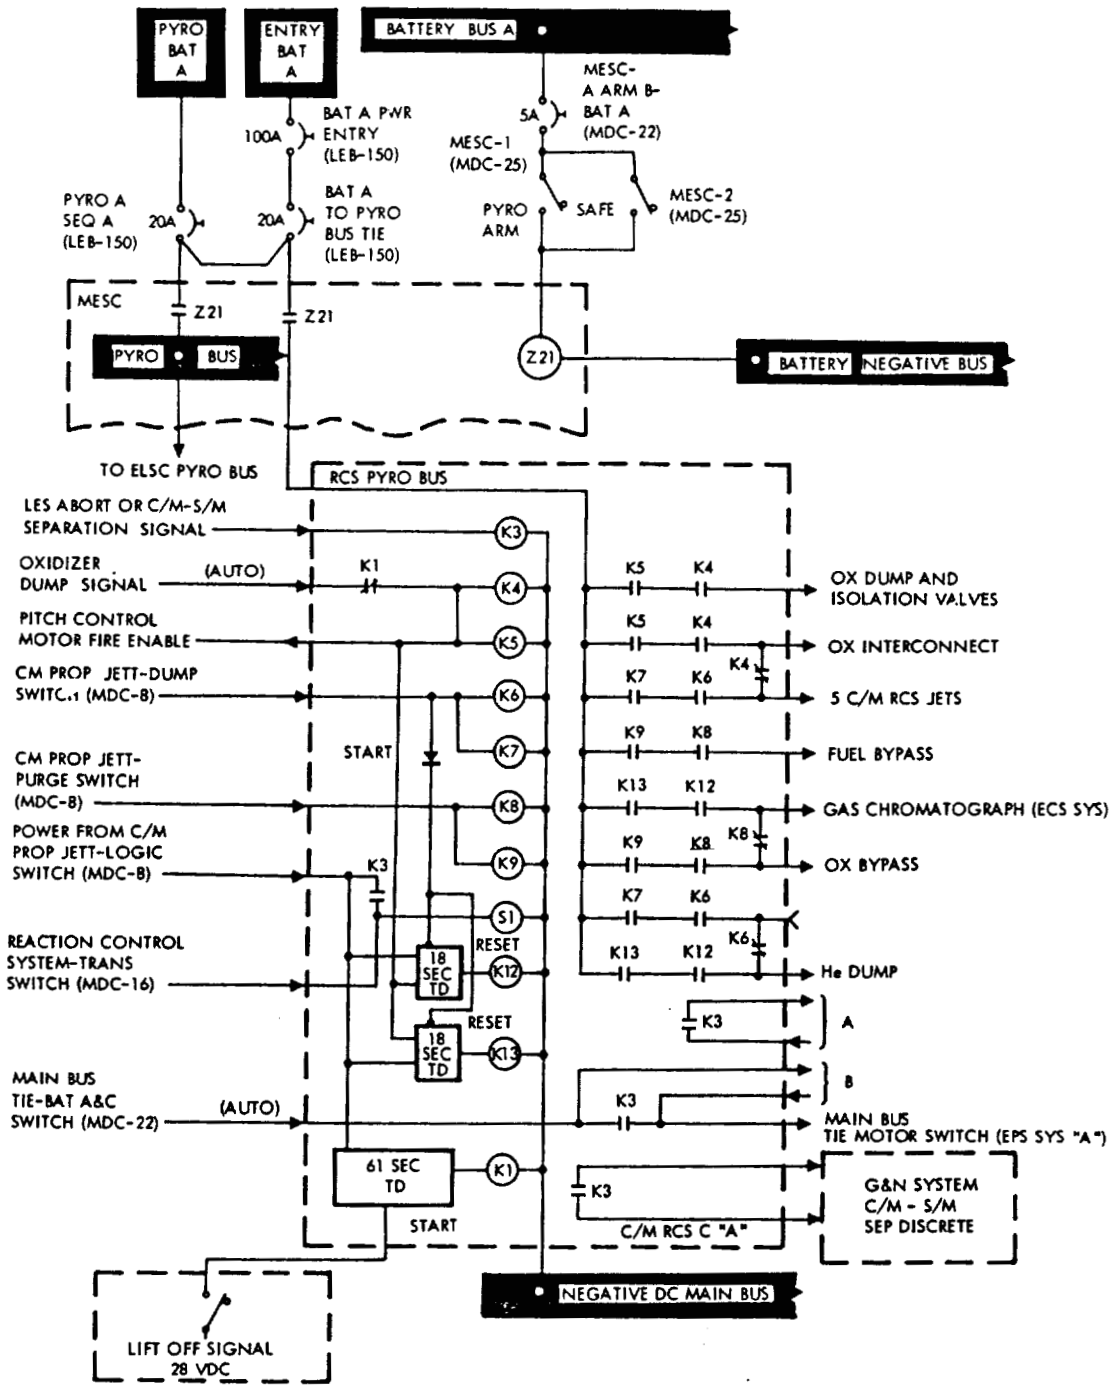 PYRO
BAT
A
ENTRY
BAT
A
BATTERY BUS A
100A
BAT A PWR
ENTRY
(LEB-150)
MESC-
A ARM B-
BAT A
(MDC-22)
5A
MESC-1
(MDC-25)
PYRO A
SEQ A
(LEB-150)
20A
20A
BAT A
TO PYRO
BUS TIE
(LEB-150)
PYRO
ARM
SAFE
MESC-2
(MDC-25)
MESC
Z21
Z21
PYRO BUS
Z21
BATTERY NEGATIVE BUS
TO ELSC PYRO BUS
RCS PYRO BUS
LES ABORT OR C/M-S/M
SEPARATION SIGNAL
K3
OXIDIZER
DUMP SIGNAL
(AUTO)
K1
K4
K5
K4
OX DUMP AND
ISOLATION VALVES
PITCH CONTROL
MOTOR FIRE ENABLE
K5
K5
K4
OX INTERCONNECT
K4
CM PROP JETT-DUMP
SWITCH (MDC-8)
K6
K7
K6
5 C/M RCS JETS
START
K7
K9
K8
FUEL BYPASS
CM PROP JETT-
PURGE SWITCH
(MDC-8)
K8
K13
K12
GAS CHROMATOGRAPH (ECS SYS)
K8
POWER FROM C/M
PROP JETT-LOGIC
SWITCH (MDC-8)
K3
K9
K9
K8
OX BYPASS
S1
K7
K6
K6
REACTION CONTROL
SYSTEM-TRANS
SWITCH (MDC-16)
18
SEC
TD
RESET
K12
K13
K12
He DUMP
18
SEC
TD
RESET
K13
K3
A
B
MAIN BUS
TIE-BAT A&C
SWITCH (MDC-22)
(AUTO)
K3
MAIN BUS
TIE MOTOR SWITCH (EPS SYS "A")
61 SEC
TD
K1
K3
G&N SYSTEM
C/M - S/M
SEP DISCRETE
START
C/M RCS C "A"
NEGATIVE DC MAIN BUS
LIFT OFF SIGNAL
28 VDC